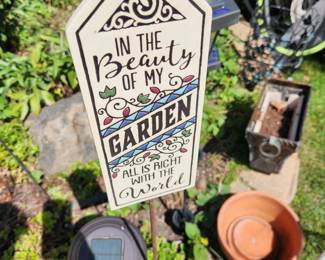 IN THE
Beauty
OF MY
GARDEN
ALL IS RIGHT
WITH THE
World